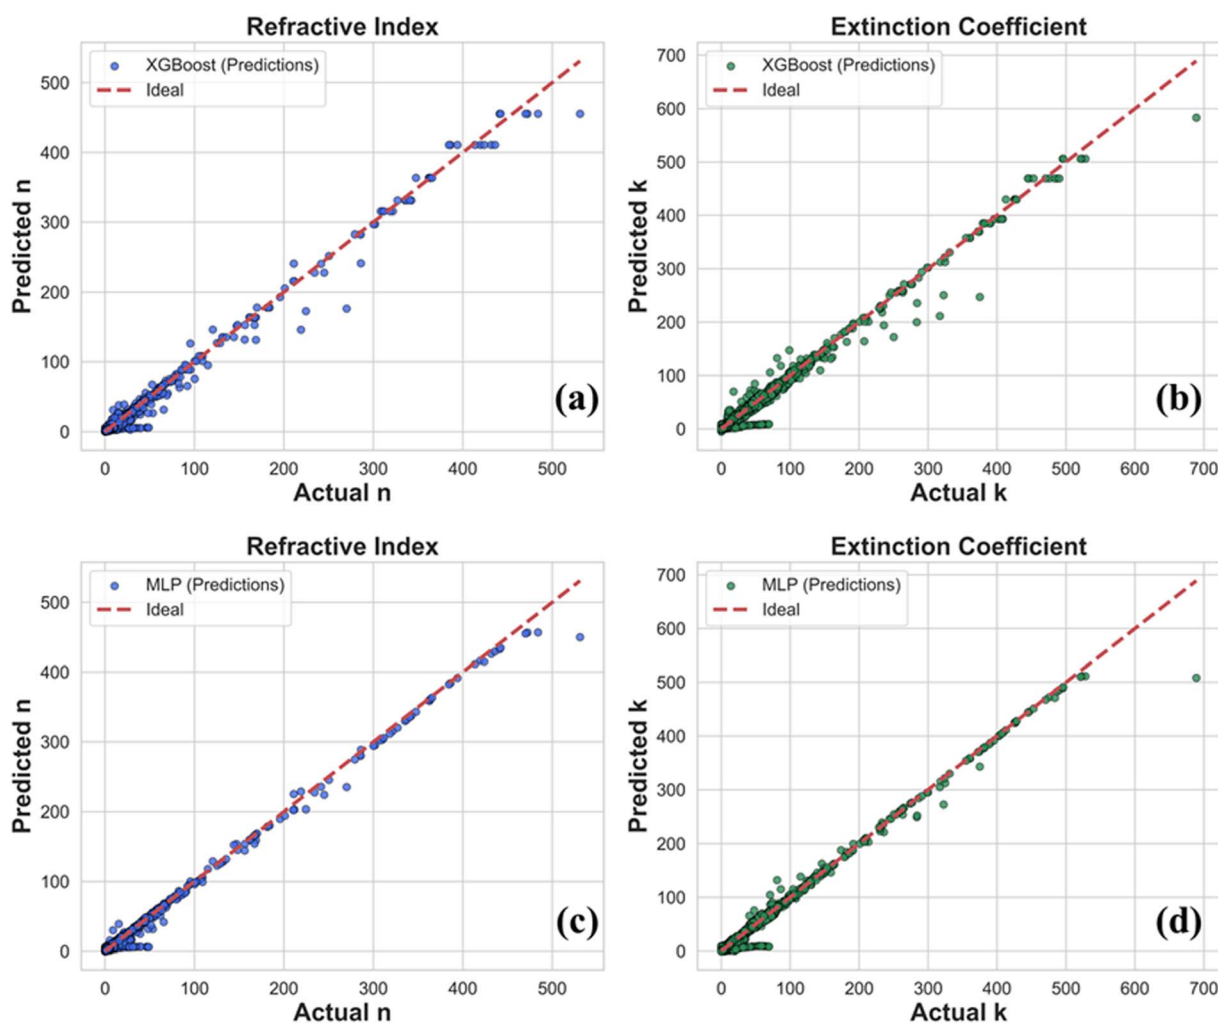 Refractive Index
XGBoost (Predictions)
Ideal
500
400
300
200
100
0
Predicted n
(a)
0 100 200 300 400 500
Actual n
Extinction Coefficient
XGBoost (Predictions)
Ideal
700
600
500
400
300
200
100
0
Predicted k
(b)
0 100 200 300 400 500 600 700
Actual k
Refractive Index
MLP (Predictions)
Ideal
500
400
300
200
100
0
Predicted n
(c)
0 100 200 300 400 500
Actual n
Extinction Coefficient
MLP (Predictions)
Ideal
700
600
500
400
300
200
100
0
Predicted k
(d)
0 100 200 300 400 500 600 700
Actual k